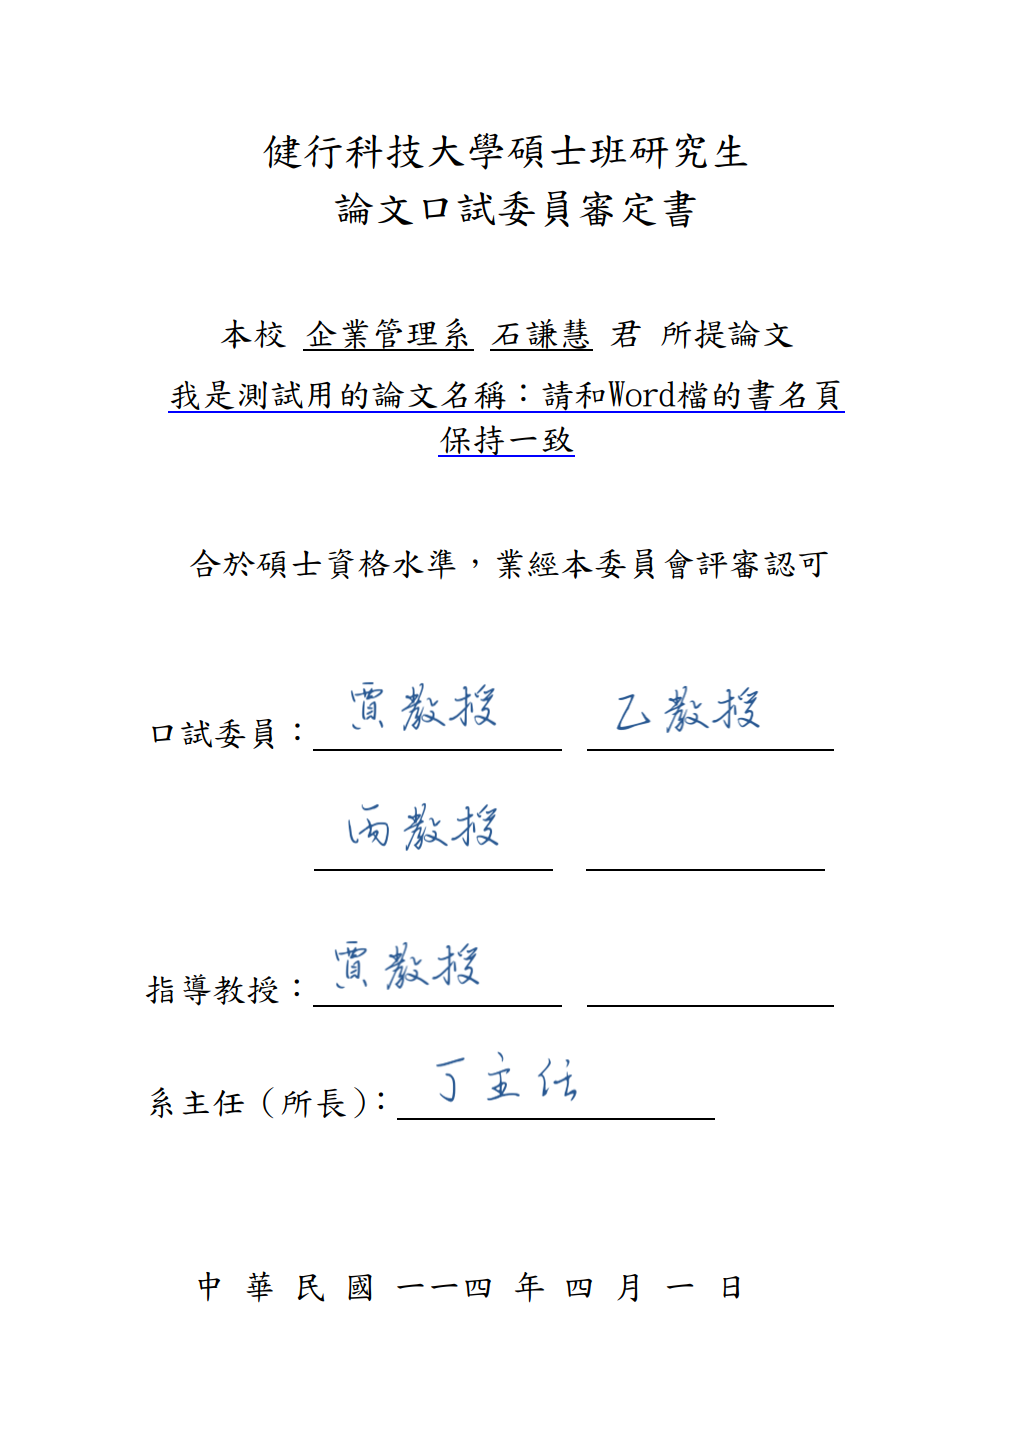 健行科技大學碩士班研究生
論文口試委員審定書
本校 企業管理系 石謙慧 君 所提論文
我是測試用的論文名稱：請和Word檔的書名頁
保持一致
合於碩士資格水準，業經本委員會評審認可
口試委員：賈教授 乙教授
丙教授
指導教授：賈教授
系主任（所長）：丁主任
中 華 民 國 一一四 年 四 月 一 日